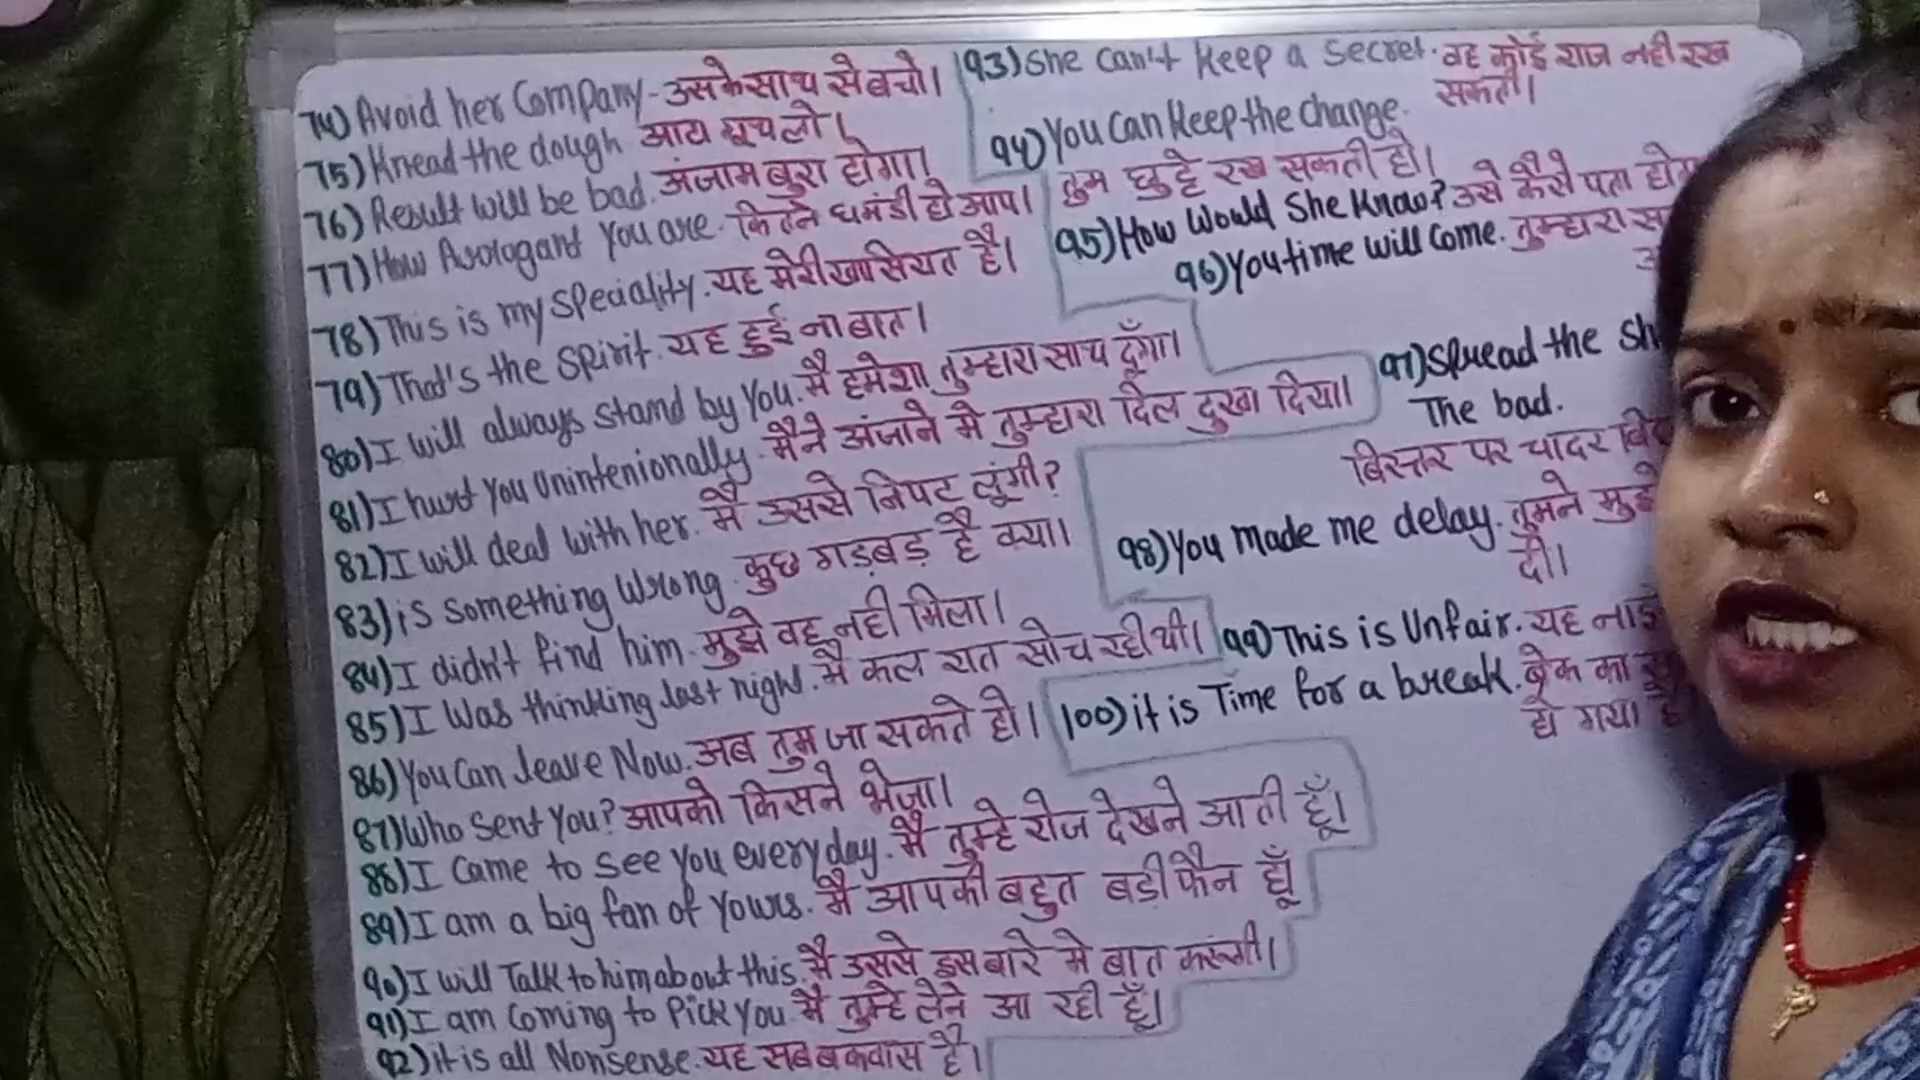 74) Avoid her Company - उसके साथ से बचो।
75) Knead the dough आटा गूथ लो।
76) Result will be bad. अंजाम बुरा होगा।
77) How Avorogant You are. कितने घमंडी हो आप।
78) This is my speciality. यह मेरी खासियत है।
79) That's the spirit. यह हुई ना बात।
80) I will always stand by You. मै हमेशा तुम्हारा साथ दूँगा।
81) I hurt You Unintenionally. मैने अंजाने मे तुम्हारा दिल दुखा दिया।
82) I will deal with her. मै उससे निपट लूंगी?
83) is something Wrong. कुछ गड़बड़ है क्या।
84) I didn't find him. मुझे वह नही मिला।
85) I Was thinking last night. मै कल रात सोच रही थी।
86) You Can leave Now. अब तुम जा सकते हो।
87) Who Sent You? आपको किसने भेजा।
88) I Came to see You everyday. मै तुम्हे रोज देखने आती हूँ।
89) I am a big fan of Yours. मै आपकी बहुत बड़ी फैन हूँ
90) I will Talk to him about this. मै उससे इस बारे मे बात करूंगी।
91) I am Coming to Pick You मै तुम्हे लेने आ रही हूँ।
92) it is all Nonsense. यह सब बकवास है।
93) She Can't keep a Secret. वह कोई राज नही रख
सकती।
94) You Can Keep the Change.
तुम छुट्टे रख सकती हो।
95) How Would She Know? उसे कैसे पता
96) You time will Come. तुम्हारा
97) Spread the
The bad.
बिस्तर पर चादर
98) You made me delay. तुमने
दी।
99) This is Unfair. यह
100) it is Time for a break. ब्रेक का
हो गया